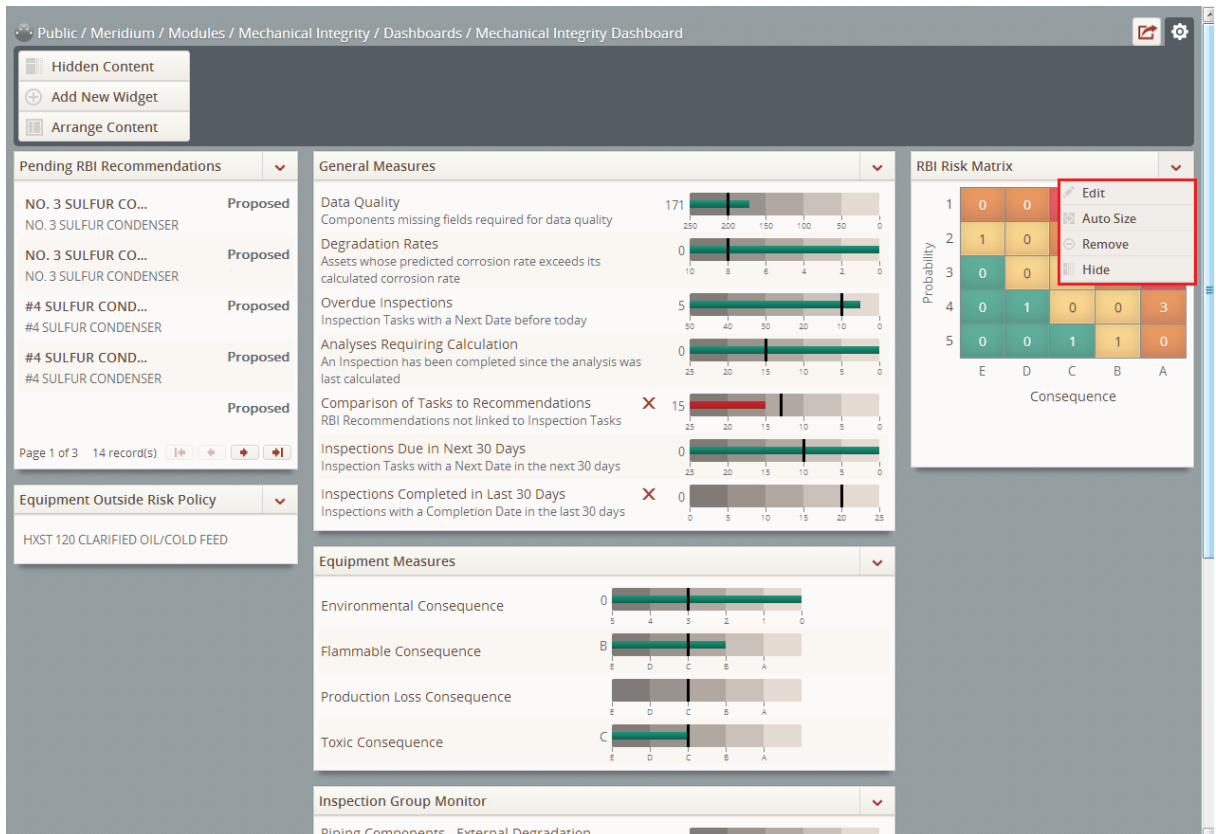 Public / Meridium / Modules / Mechanical Integrity / Dashboards / Mechanical Integrity Dashboard
Hidden Content
Add New Widget
Arrange Content
Pending RBI Recommendations
NO. 3 SULFUR CO... Proposed
NO. 3 SULFUR CONDENSER
NO. 3 SULFUR CO... Proposed
NO. 3 SULFUR CONDENSER
#4 SULFUR COND... Proposed
#4 SULFUR CONDENSER
#4 SULFUR COND... Proposed
#4 SULFUR CONDENSER
Proposed
Page 1 of 3 14 record(s)
Equipment Outside Risk Policy
HXST 120 CLARIFIED OIL/COLD FEED
General Measures
Data Quality 171
Components missing fields required for data quality
250 200 150 100 50 0
Degradation Rates 0
Assets whose predicted corrosion rate exceeds its
calculated corrosion rate
10 8 6 4 2 0
Overdue Inspections 5
Inspection Tasks with a Next Date before today
50 40 30 20 10 0
Analyses Requiring Calculation 0
An Inspection has been completed since the analysis was
last calculated
25 20 15 10 5 0
Comparison of Tasks to Recommendations 15
RBI Recommendations not linked to Inspection Tasks
25 20 15 10 5 0
Inspections Due in Next 30 Days 0
Inspection Tasks with a Next Date in the next 30 days
25 20 15 10 5 0
Inspections Completed in Last 30 Days 0
Inspections with a Completion Date in the last 30 days
0 5 10 15 20 25
Equipment Measures
Environmental Consequence 0
5 4 3 2 1 0
Flammable Consequence B
E D C B A
Production Loss Consequence
E D C B A
Toxic Consequence C
E D C B A
Inspection Group Monitor
Piping Components - External Degradation
RBI Risk Matrix
Edit
Auto Size
Remove
Hide
Probability
1 0 0
2 1 0
3 0 0
4 0 1 0 0 3
5 0 0 1 1 0
E D C B A
Consequence